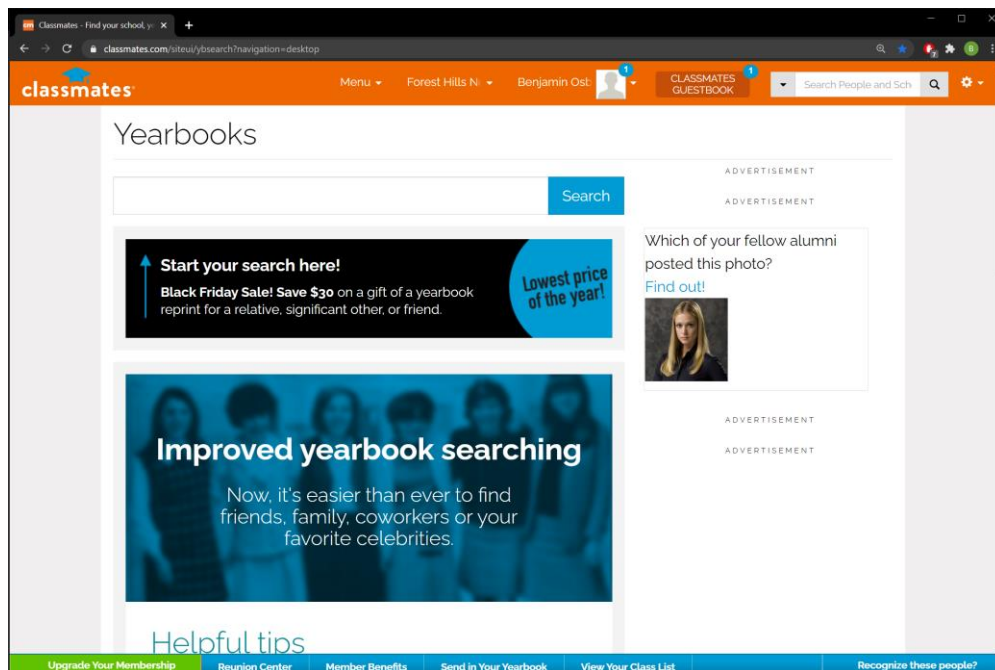 Classmates - Find your school, ye
classmates.com/siteui/ybsearch?navigation=desktop
7
B
classmates
Menu
Forest Hills N
Benjamin Ost
1
CLASSMATES GUESTBOOK
1
Search People and Sch
Yearbooks
Search
Start your search here!
Black Friday Sale! Save $30 on a gift of a yearbook
reprint for a relative, significant other, or friend.
Lowest price
of the year!
Improved yearbook searching
Now, it's easier than ever to find
friends, family, coworkers or your
favorite celebrities.
Helpful tips
ADVERTISEMENT
ADVERTISEMENT
Which of your fellow alumni
posted this photo?
Find out!
ADVERTISEMENT
ADVERTISEMENT
Upgrade Your Membership
Reunion Center
Member Benefits
Send in Your Yearbook
View Your Class List
Recognize these people?